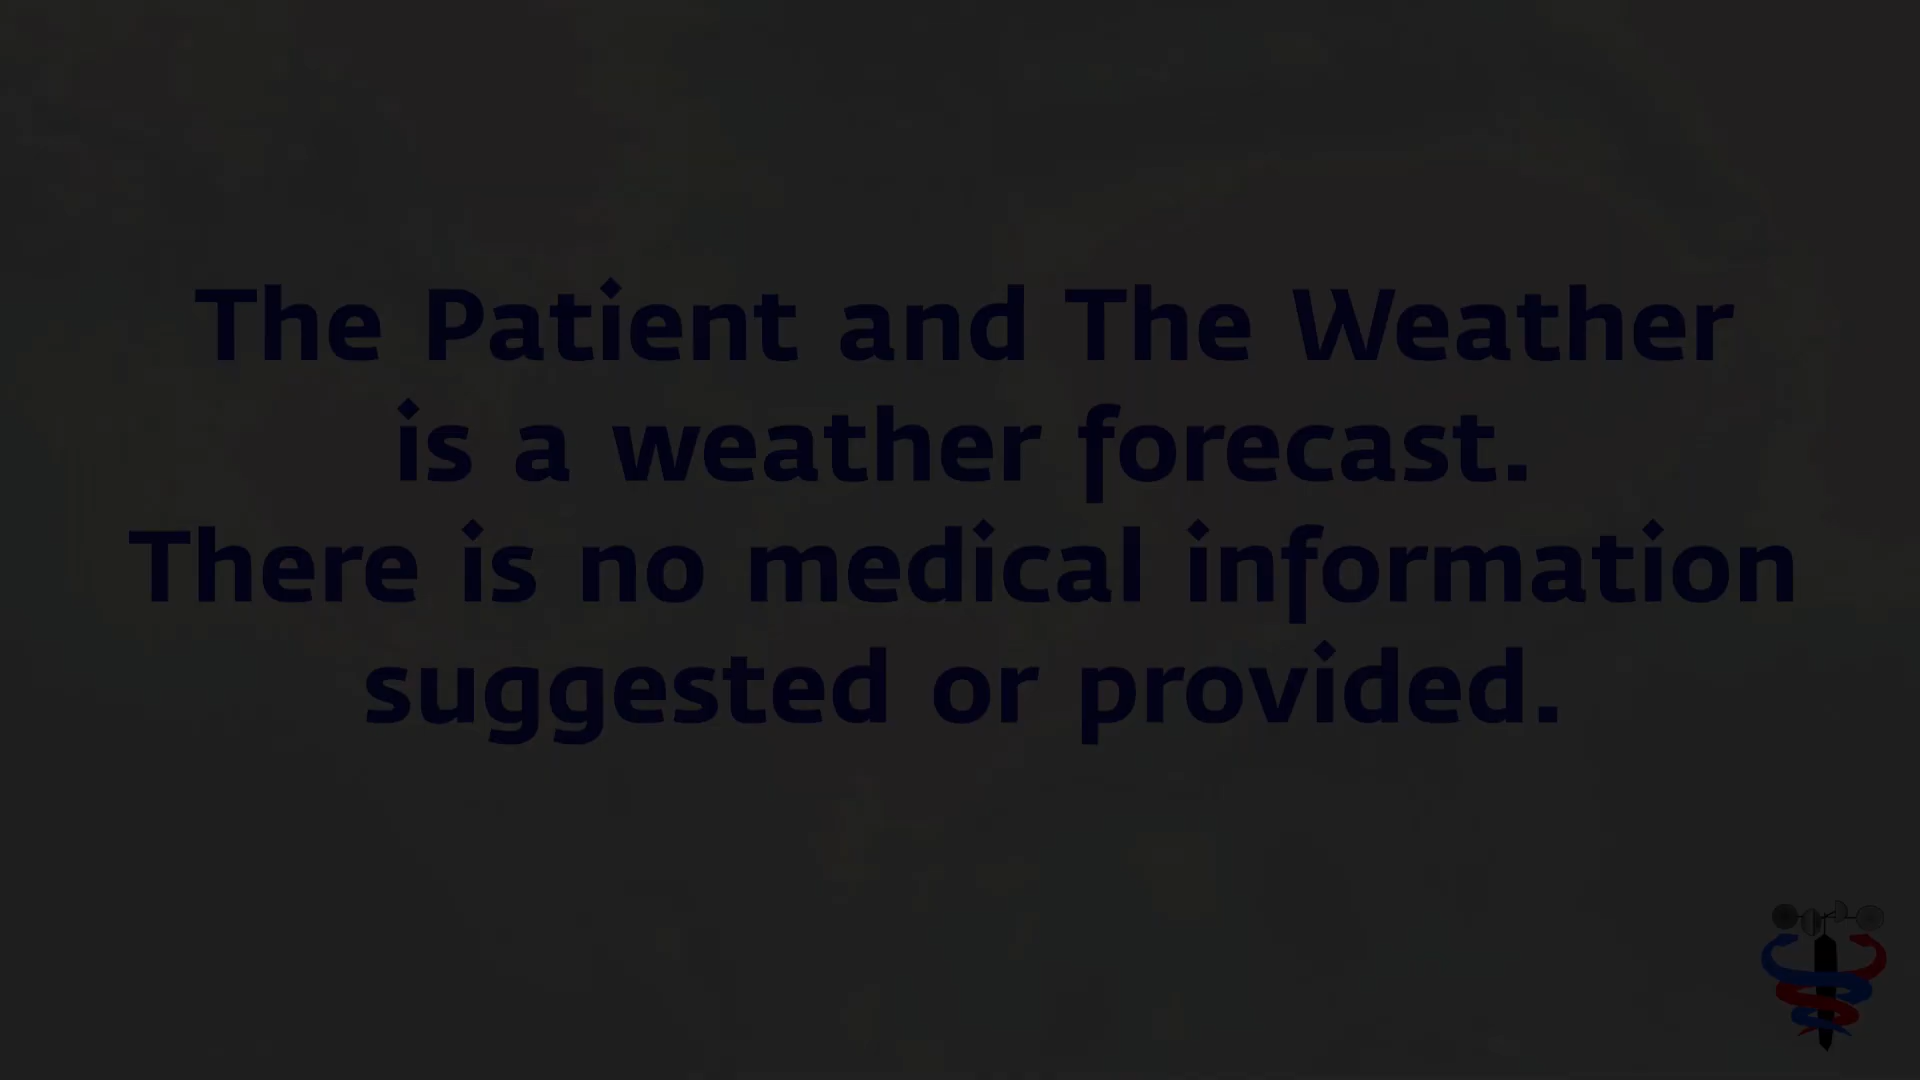 The Patient and The Weather
is a weather forecast.
There is no medical information
suggested or provided.